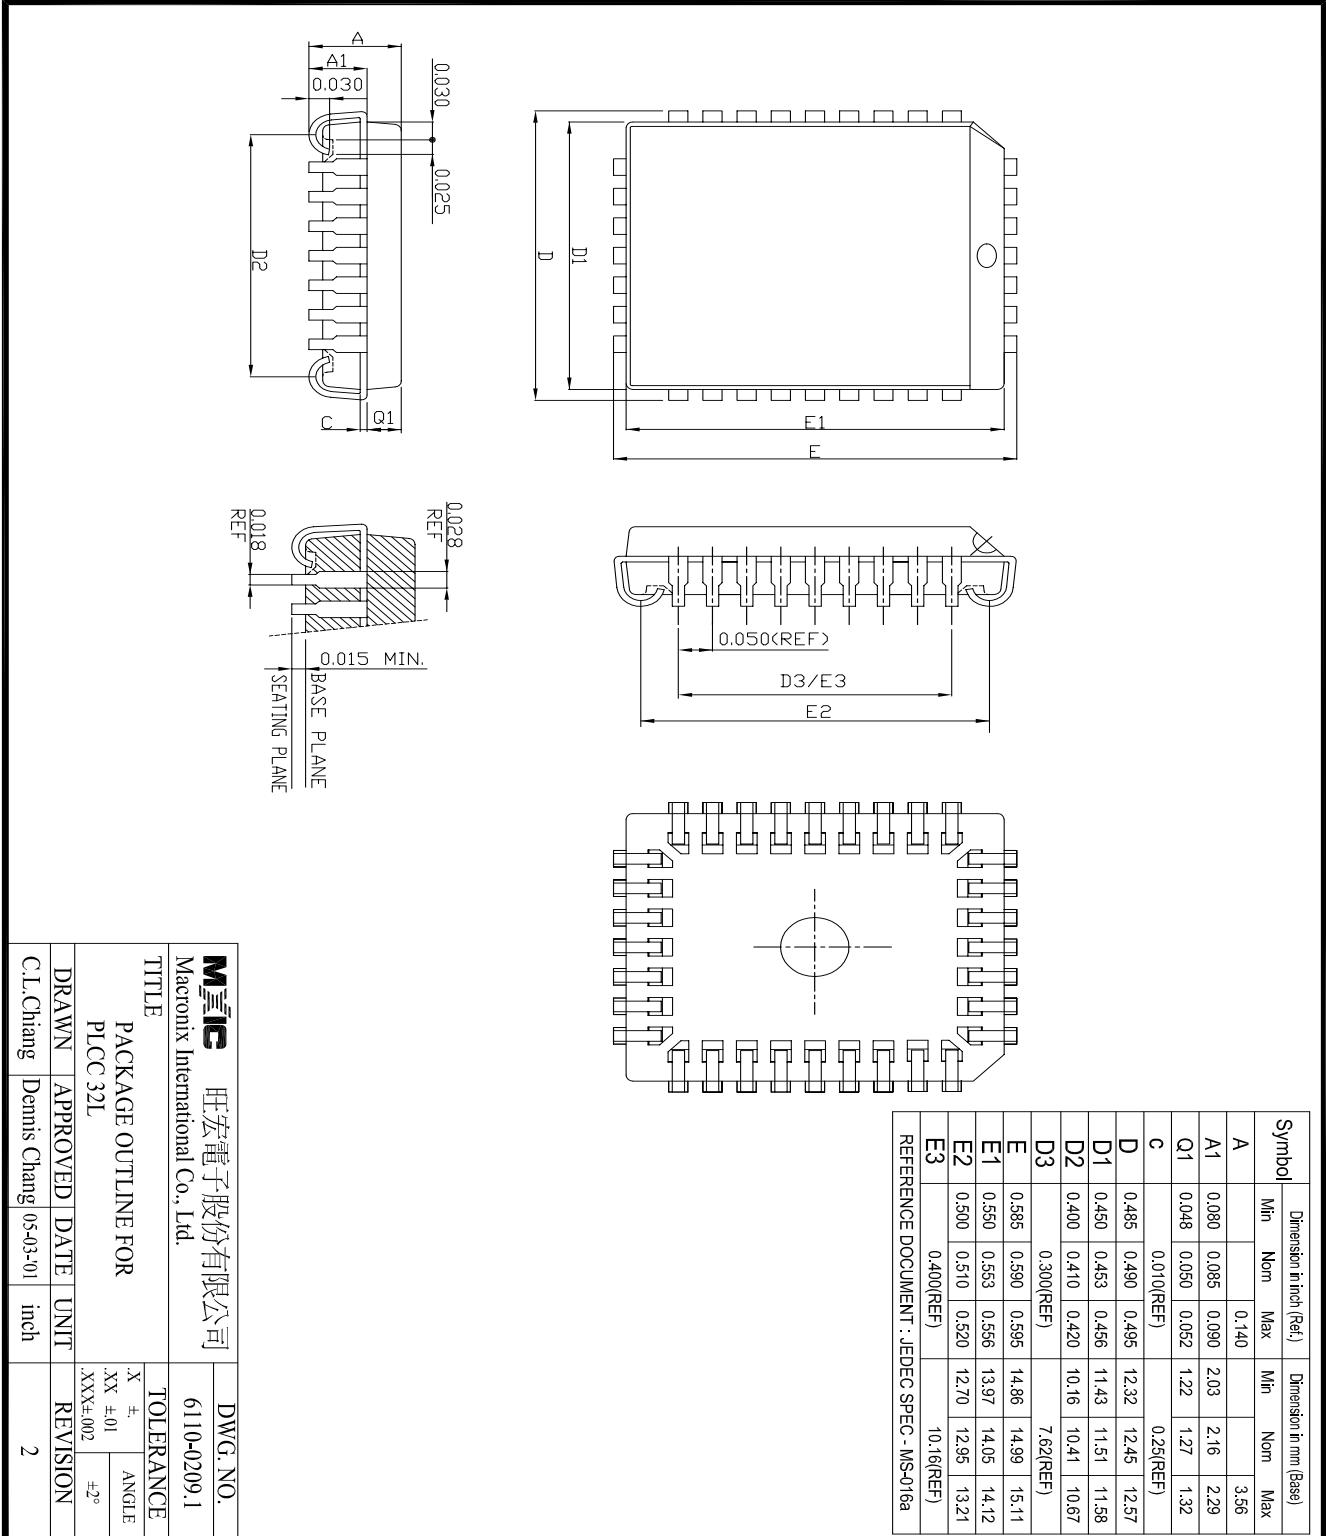 A
A1
0.030
0.030
0.025
D2
C
Q1
D
D1
E1
E
0.018
REF
0.028
REF
0.015 MIN.
BASE PLANE
SEATING PLANE
0.050(REF)
D3/E3
E2
Symbol Dimension in inch (Ref.) Dimension in mm (Base)
Min Nom Max Min Nom Max
A 0.140 3.56
A1 0.080 0.085 0.090 2.03 2.16 2.29
Q1 0.048 0.050 0.052 1.22 1.27 1.32
C 0.010(REF) 0.25(REF)
D 0.485 0.490 0.495 12.32 12.45 12.57
D1 0.450 0.453 0.456 11.43 11.51 11.58
D2 0.400 0.410 0.420 10.16 10.41 10.67
D3 0.300(REF) 7.62(REF)
E 0.585 0.590 0.595 14.86 14.99 15.11
E1 0.550 0.553 0.556 13.97 14.05 14.12
E2 0.500 0.510 0.520 12.70 12.95 13.21
E3 0.400(REF) 10.16(REF)
REFERENCE DOCUMENT : JEDEC SPEC - MS-016a
MXIC 旺宏電子股份有限公司
Macronix International Co., Ltd.
DWG. NO.
6110-0209.1
TITLE
PACKAGE OUTLINE FOR
PLCC 32L
TOLERANCE
.X ±.
.XX ±.01
.XXX±.002
ANGLE
±2°
DRAWN APPROVED DATE UNIT REVISION
C.L.Chiang Dennis Chang 05-03-'01 inch 2